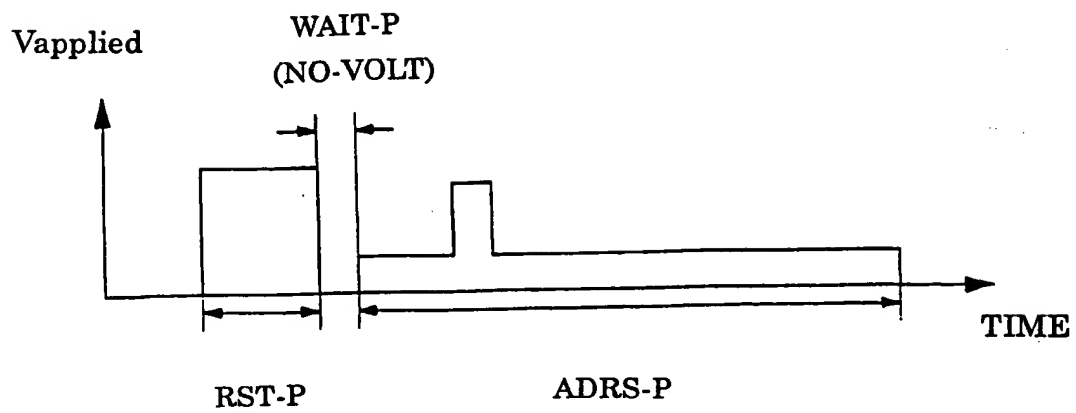 Vapplied
WAIT-P
(NO-VOLT)
TIME
RST-P
ADRS-P